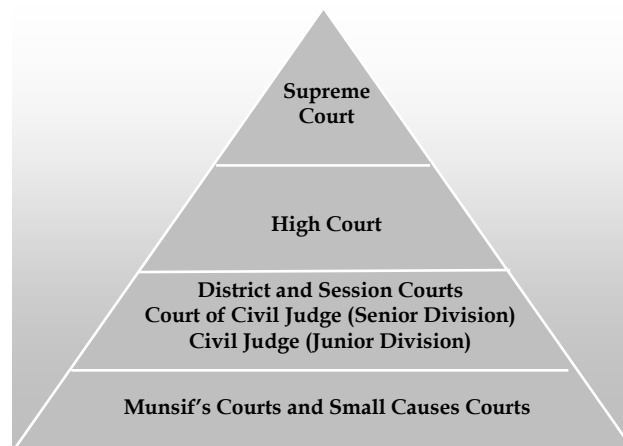 Supreme
Court
High Court
District and Session Courts
Court of Civil Judge (Senior Division)
Civil Judge (Junior Division)
Munsif’s Courts and Small Causes Courts